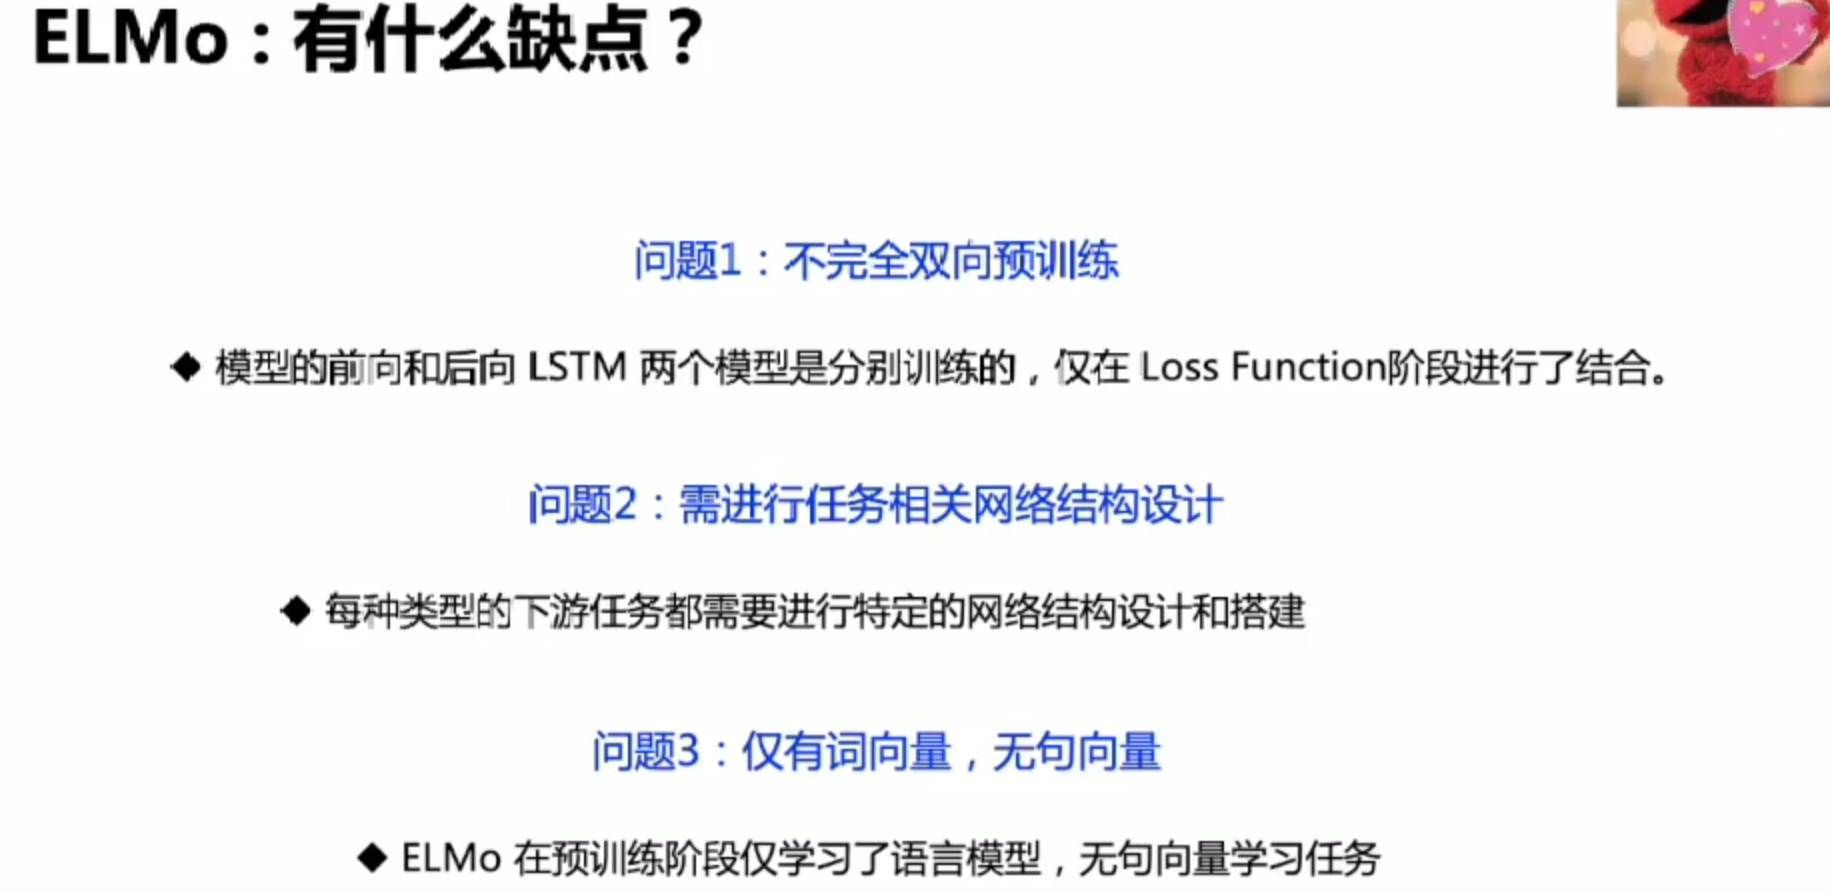 ELMo：有什么缺点？
问题1：不完全双向预训练
◆ 模型的前向和后向 LSTM 两个模型是分别训练的，仅在 Loss Function阶段进行了结合。
问题2：需进行任务相关网络结构设计
◆ 每种类型的下游任务都需要进行特定的网络结构设计和搭建
问题3：仅有词向量，无句向量
◆ ELMo 在预训练阶段仅学习了语言模型，无句向量学习任务